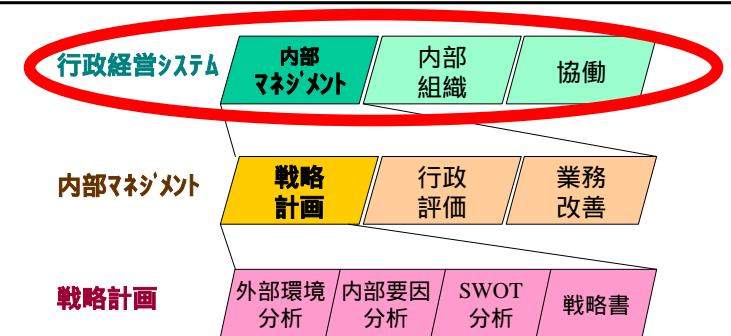 行政経営システム
内部
マネジメント
内部
組織
協働
内部マネジメント
戦略
計画
行政
評価
業務
改善
戦略計画
外部環境
分析
内部要因
分析
SWOT
分析
戦略書